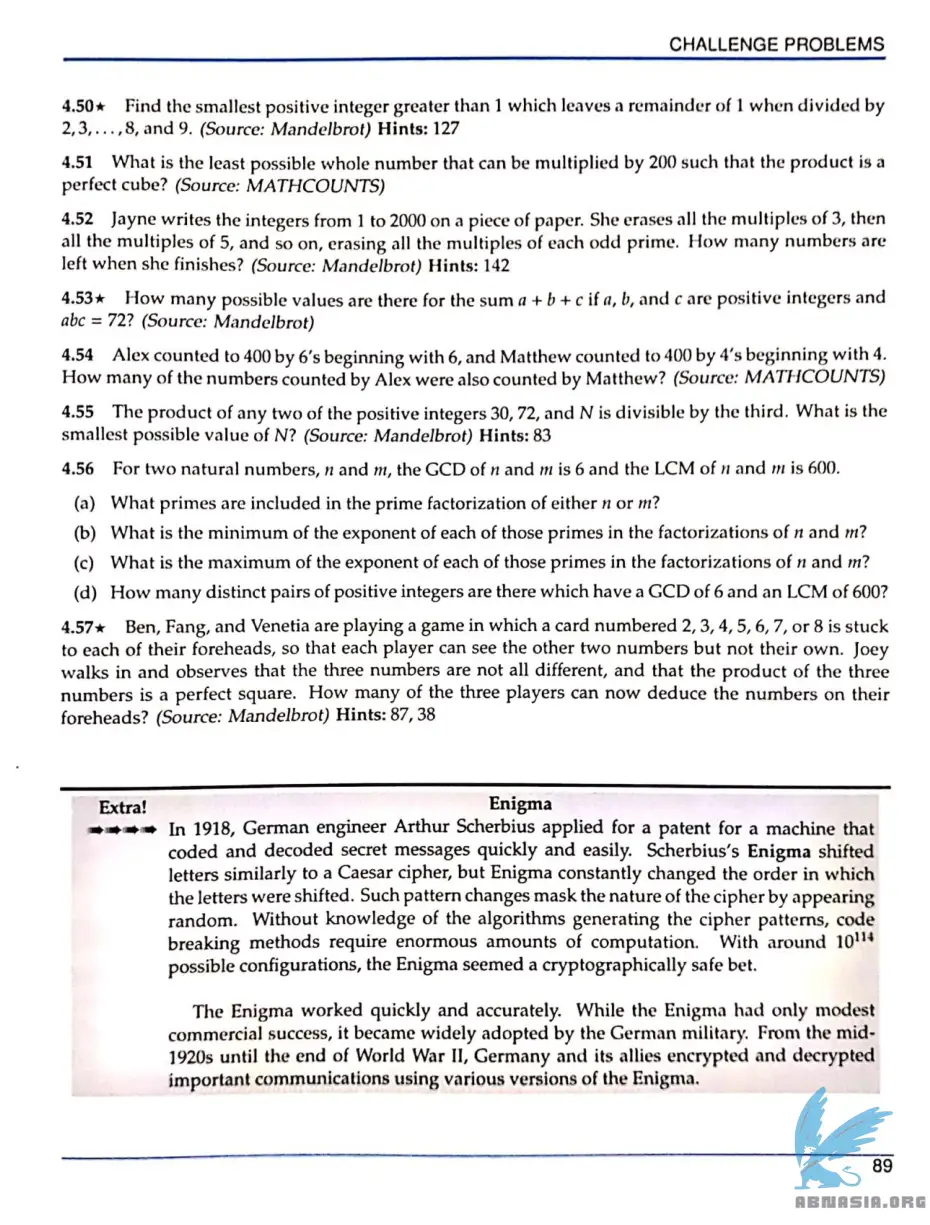 CHALLENGE PROBLEMS
4.50★ Find the smallest positive integer greater than 1 which leaves a remainder of 1 when divided by
2, 3, . . . , 8, and 9. (Source: Mandelbrot) Hints: 127
4.51 What is the least possible whole number that can be multiplied by 200 such that the product is a
perfect cube? (Source: MATHCOUNTS)
4.52 Jayne writes the integers from 1 to 2000 on a piece of paper. She erases all the multiples of 3, then
all the multiples of 5, and so on, erasing all the multiples of each odd prime. How many numbers are
left when she finishes? (Source: Mandelbrot) Hints: 142
4.53★ How many possible values are there for the sum a + b + c if a, b, and c are positive integers and
abc = 72? (Source: Mandelbrot)
4.54 Alex counted to 400 by 6's beginning with 6, and Matthew counted to 400 by 4's beginning with 4.
How many of the numbers counted by Alex were also counted by Matthew? (Source: MATHCOUNTS)
4.55 The product of any two of the positive integers 30, 72, and N is divisible by the third. What is the
smallest possible value of N? (Source: Mandelbrot) Hints: 83
4.56 For two natural numbers, n and m, the GCD of n and m is 6 and the LCM of n and m is 600.
(a) What primes are included in the prime factorization of either n or m?
(b) What is the minimum of the exponent of each of those primes in the factorizations of n and m?
(c) What is the maximum of the exponent of each of those primes in the factorizations of n and m?
(d) How many distinct pairs of positive integers are there which have a GCD of 6 and an LCM of 600?
4.57★ Ben, Fang, and Venetia are playing a game in which a card numbered 2, 3, 4, 5, 6, 7, or 8 is stuck
to each of their foreheads, so that each player can see the other two numbers but not their own. Joey
walks in and observes that the three numbers are not all different, and that the product of the three
numbers is a perfect square. How many of the three players can now deduce the numbers on their
foreheads? (Source: Mandelbrot) Hints: 87, 38
Extra! Enigma
In 1918, German engineer Arthur Scherbius applied for a patent for a machine that
coded and decoded secret messages quickly and easily. Scherbius's Enigma shifted
letters similarly to a Caesar cipher, but Enigma constantly changed the order in which
the letters were shifted. Such pattern changes mask the nature of the cipher by appearing
random. Without knowledge of the algorithms generating the cipher patterns, code
breaking methods require enormous amounts of computation. With around 10¹¹⁴
possible configurations, the Enigma seemed a cryptographically safe bet.
The Enigma worked quickly and accurately. While the Enigma had only modest
commercial success, it became widely adopted by the German military. From the mid-
1920s until the end of World War II, Germany and its allies encrypted and decrypted
important communications using various versions of the Enigma.
89
ABNASIA.ORG